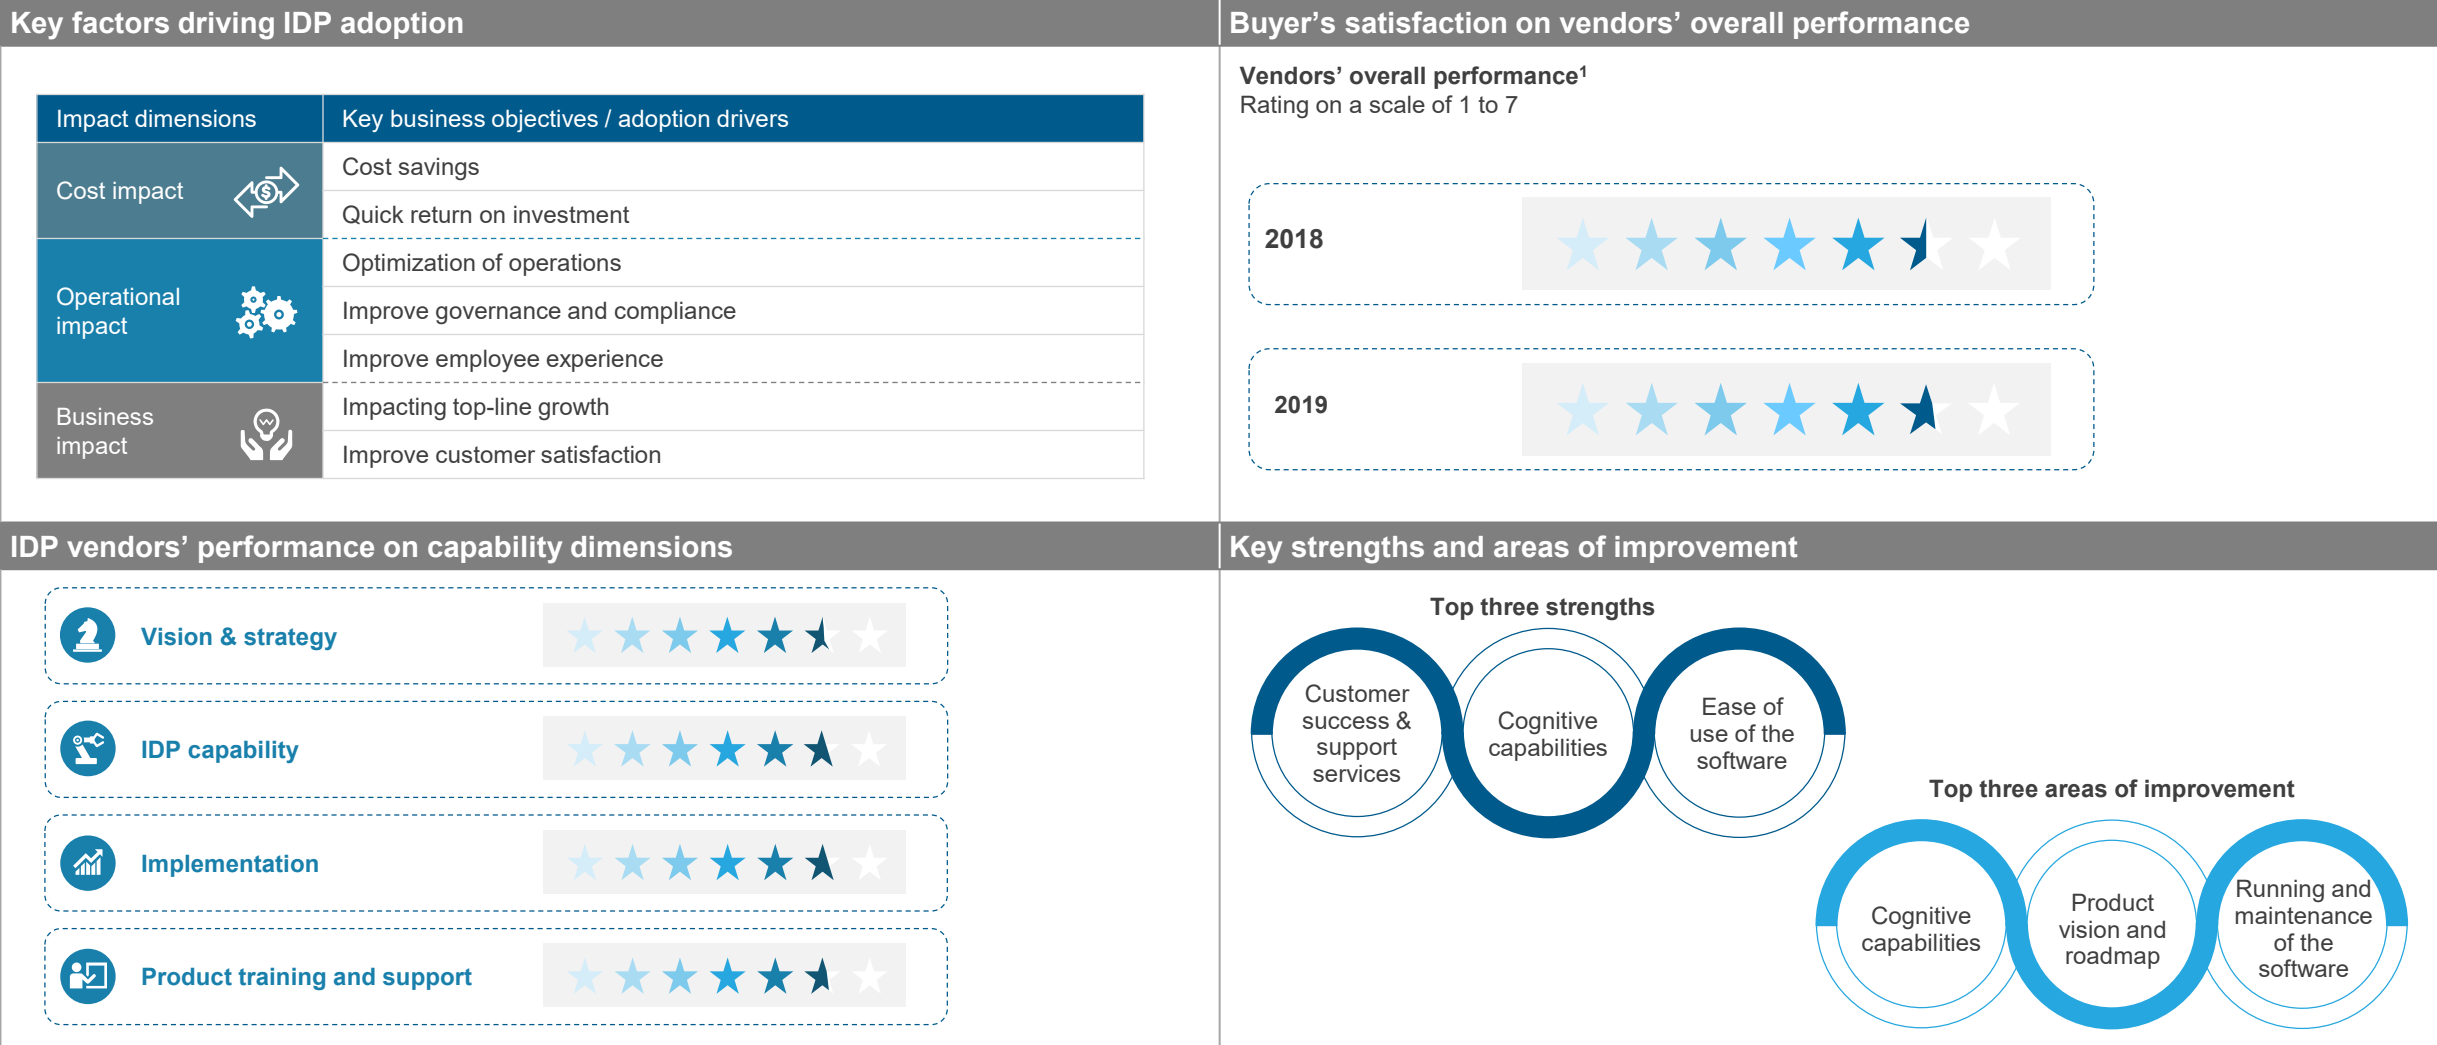 Key factors driving IDP adoption
Impact dimensions
Key business objectives / adoption drivers
Cost impact
$
Cost savings
Quick return on investment
Operational
impact
Optimization of operations
Improve governance and compliance
Improve employee experience
Business
impact
Impacting top-line growth
Improve customer satisfaction
Buyer’s satisfaction on vendors’ overall performance
Vendors’ overall performance¹
Rating on a scale of 1 to 7
2018
2019
IDP vendors’ performance on capability dimensions
Vision & strategy
IDP capability
Implementation
Product training and support
Key strengths and areas of improvement
Top three strengths
Customer
success &
support
services
Cognitive
capabilities
Ease of
use of the
software
Top three areas of improvement
Cognitive
capabilities
Product
vision and
roadmap
Running and
maintenance
of the
software